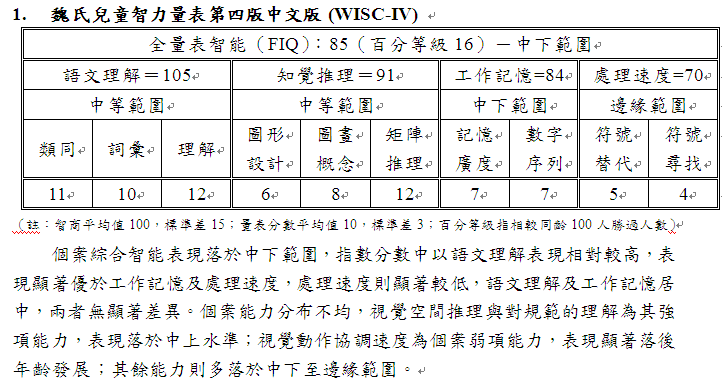 1. 魏氏兒童智力量表第四版中文版 (WISC-IV)
全量表智能（FIQ）：85（百分等級 16）－中下範圍
語文理解＝105 知覺推理＝91 工作記憶=84 處理速度=70
中等範圍 中等範圍 中下範圍 邊緣範圍
類同 詞彙 理解 圖形設計 圖畫概念 矩陣推理 記憶廣度 數字序列 符號替代 符號尋找
11 10 12 6 8 12 7 7 5 4
（註：智商平均值 100，標準差 15；量表分數平均值 10，標準差 3；百分等級指相較同齡 100 人勝過人數）
個案綜合智能表現落於中下範圍，指數分數中以語文理解表現相對較高，表
現顯著優於工作記憶及處理速度，處理速度則顯著較低，語文理解及工作記憶居
中，兩者無顯著差異。個案能力分布不均，視覺空間推理與對規範的理解為其強
項能力，表現落於中上水準；視覺動作協調速度為個案弱項能力，表現顯著落後
年齡發展；其餘能力則多落於中下至邊緣範圍。